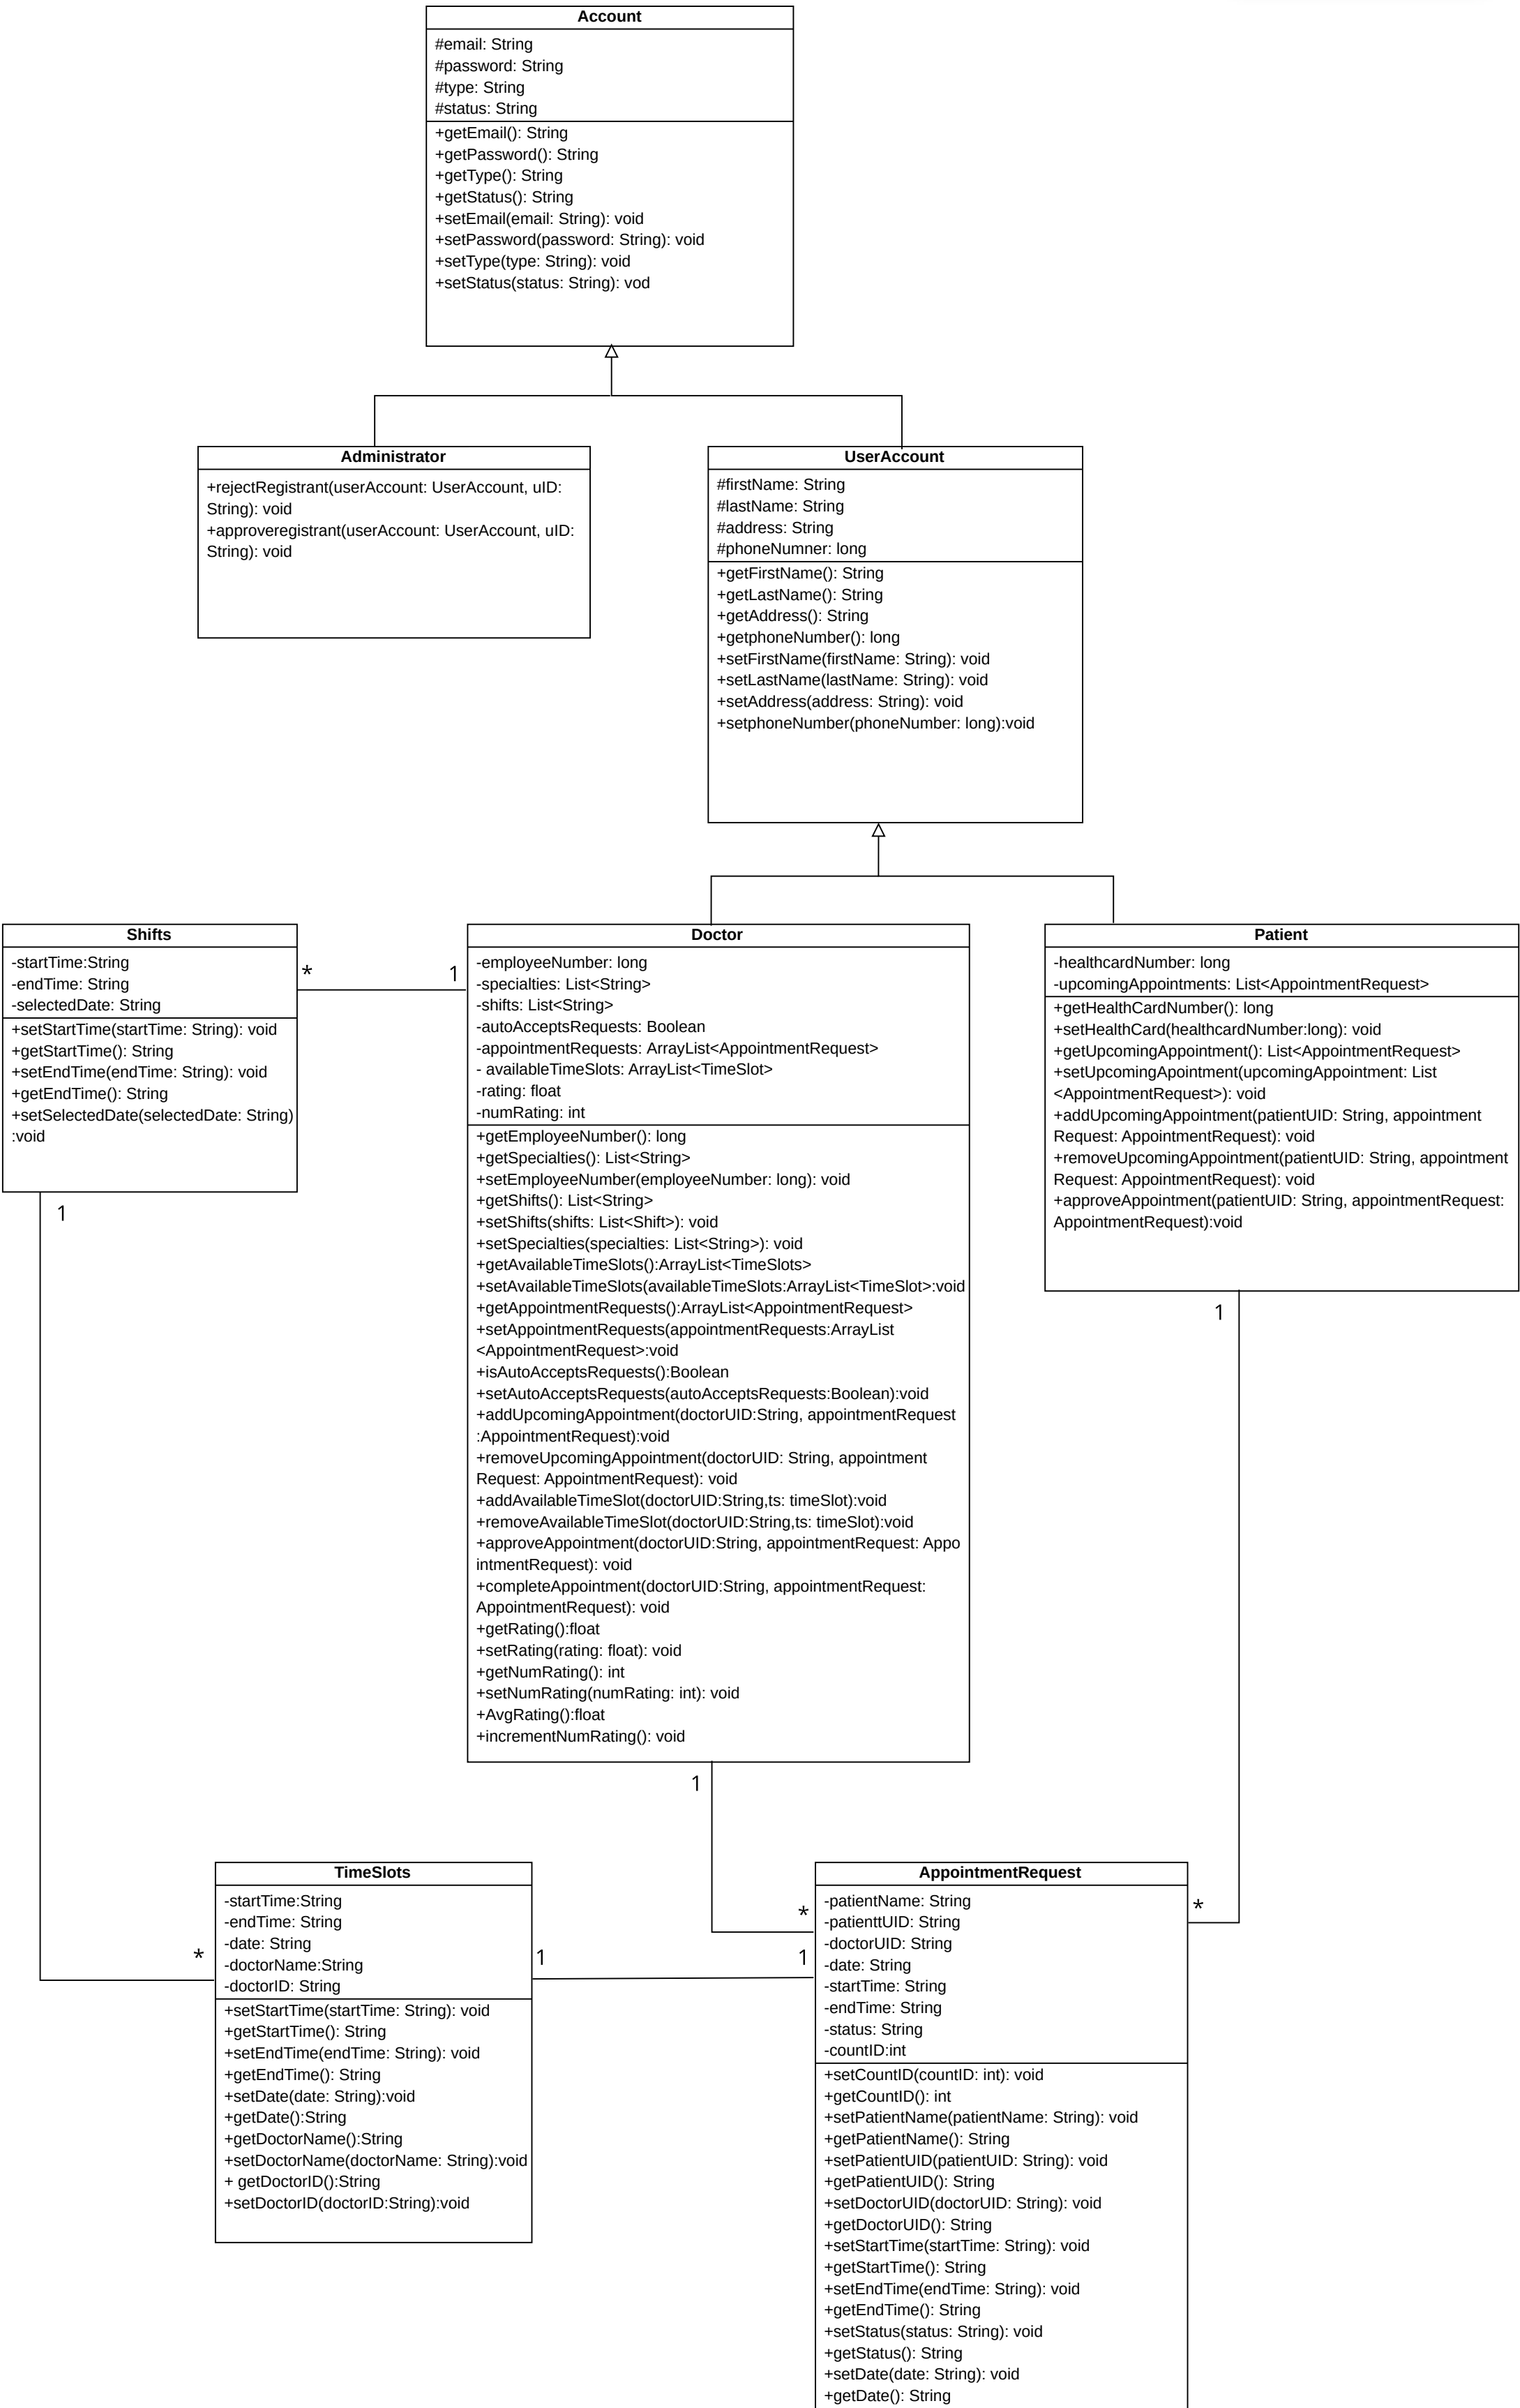 Account
#email: String
#password: String
#type: String
#status: String
+getEmail(): String
+getPassword(): String
+getType(): String
+getStatus(): String
+setEmail(email: String): void
+setPassword(password: String): void
+setType(type: String): void
+setStatus(status: String): vod
Administrator
+rejectRegistrant(userAccount: UserAccount, uID:
String): void
+approveregistrant(userAccount: UserAccount, uID:
String): void
UserAccount
#firstName: String
#lastName: String
#address: String
#phoneNumner: long
+getFirstName(): String
+getLastName(): String
+getAddress(): String
+getphoneNumber(): long
+setFirstName(firstName: String): void
+setLastName(lastName: String): void
+setAddress(address: String): void
+setphoneNumber(phoneNumber: long):void
Shifts
-startTime:String
-endTime: String
-selectedDate: String
+setStartTime(startTime: String): void
+getStartTime(): String
+setEndTime(endTime: String): void
+getEndTime(): String
+setSelectedDate(selectedDate: String)
:void
*
1
1
Doctor
-employeeNumber: long
-specialties: List<String>
-shifts: List<String>
-autoAcceptsRequests: Boolean
-appointmentRequests: ArrayList<AppointmentRequest>
- availableTimeSlots: ArrayList<TimeSlot>
-rating: float
-numRating: int
+getEmployeeNumber(): long
+getSpecialties(): List<String>
+setEmployeeNumber(employeeNumber: long): void
+getShifts(): List<String>
+setShifts(shifts: List<Shift>): void
+setSpecialties(specialties: List<String>): void
+getAvailableTimeSlots():ArrayList<TimeSlots>
+setAvailableTimeSlots(availableTimeSlots:ArrayList<TimeSlot>:void
+getAppointmentRequests():ArrayList<AppointmentRequest>
+setAppointmentRequests(appointmentRequests:ArrayList
<AppointmentRequest>:void
+isAutoAcceptsRequests():Boolean
+setAutoAcceptsRequests(autoAcceptsRequests:Boolean):void
+addUpcomingAppointment(doctorUID:String, appointmentRequest
:AppointmentRequest):void
+removeUpcomingAppointment(doctorUID: String, appointment
Request: AppointmentRequest): void
+addAvailableTimeSlot(doctorUID:String,ts: timeSlot):void
+removeAvailableTimeSlot(doctorUID:String,ts: timeSlot):void
+approveAppointment(doctorUID:String, appointmentRequest: Appo
intmentRequest): void
+completeAppointment(doctorUID:String, appointmentRequest:
AppointmentRequest): void
+getRating():float
+setRating(rating: float): void
+getNumRating(): int
+setNumRating(numRating: int): void
+AvgRating():float
+incrementNumRating(): void
1
Patient
-healthcardNumber: long
-upcomingAppointments: List<AppointmentRequest>
+getHealthCardNumber(): long
+setHealthCard(healthcardNumber:long): void
+getUpcomingAppointment(): List<AppointmentRequest>
+setUpcomingApointment(upcomingAppointment: List
<AppointmentRequest>): void
+addUpcomingAppointment(patientUID: String, appointment
Request: AppointmentRequest): void
+removeUpcomingAppointment(patientUID: String, appointment
Request: AppointmentRequest): void
+approveAppointment(patientUID: String, appointmentRequest:
AppointmentRequest):void
1
*
TimeSlots
-startTime:String
-endTime: String
-date: String
-doctorName:String
-doctorID: String
+setStartTime(startTime: String): void
+getStartTime(): String
+setEndTime(endTime: String): void
+getEndTime(): String
+setDate(date: String):void
+getDate():String
+getDoctorName():String
+setDoctorName(doctorName: String):void
+ getDoctorID():String
+setDoctorID(doctorID:String):void
1
*
1
*
AppointmentRequest
-patientName: String
-patienttUID: String
-doctorUID: String
-date: String
-startTime: String
-endTime: String
-status: String
-countID:int
+setCountID(countID: int): void
+getCountID(): int
+setPatientName(patientName: String): void
+getPatientName(): String
+setPatientUID(patientUID: String): void
+getPatientUID(): String
+setDoctorUID(doctorUID: String): void
+getDoctorUID(): String
+setStartTime(startTime: String): void
+getStartTime(): String
+setEndTime(endTime: String): void
+getEndTime(): String
+setStatus(status: String): void
+getStatus(): String
+setDate(date: String): void
+getDate(): String